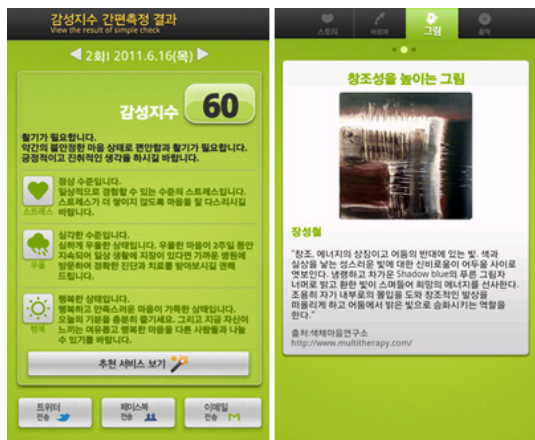 감성지수 간편측정 결과
View the result of simple check
2회 2011.6.16(목)
감성지수 60
활기가 필요합니다.
약간의 불안정한 마음 상태로 편안함과 활기가 필요합니다.
긍정적이고 진취적인 생각을 하시길 바랍니다.
정상 수준입니다.
일상적으로 경험할 수 있는 수준의 스트레스입니다.
스트레스가 더 쌓이지 않도록 마음을 잘 다스리시길
바랍니다.
스트레스
심각한 수준입니다.
심하게 우울한 상태입니다. 우울한 마음이 2주일 동안
지속되어 일상 생활에 지장이 있다면 가까운 병원에
방문하여 정확한 진단과 치료를 받아보시길 권해
드립니다.
우울
행복한 상태입니다.
행복하고 만족스러운 마음이 가득한 상태입니다.
오늘의 기분을 충분히 즐기세요. 그리고 지금 자신이
느끼는 여유롭고 행복한 마음을 다른 사람들과 나눌
수 있기를 바랍니다.
행복
추천 서비스 보기
트위터
전송
페이스북
전송
이메일
전송
스토리
아로마
그림
음악
창조성을 높이는 그림
장성철
"창조, 에너지의 상징이고 어둠의 반대에 있는 빛. 색과
실상을 낳는 성스러운 빛에 대한 신비로움이 어두울 사이로
엿보인다. 냉행하고 차가운 Shadow blue의 푸른 그림자
너머로 밝고 환한 빛이 스며들어 희망의 에너지를 선사한다.
조용히 자기 내부로의 몰입을 도와 창조적인 발상을
떠올리게 하고 어둠에서 밝은 빛으로 승화시키는 역할을
한다."
출처:색채마음연구소
http://www.multitherapy.com/